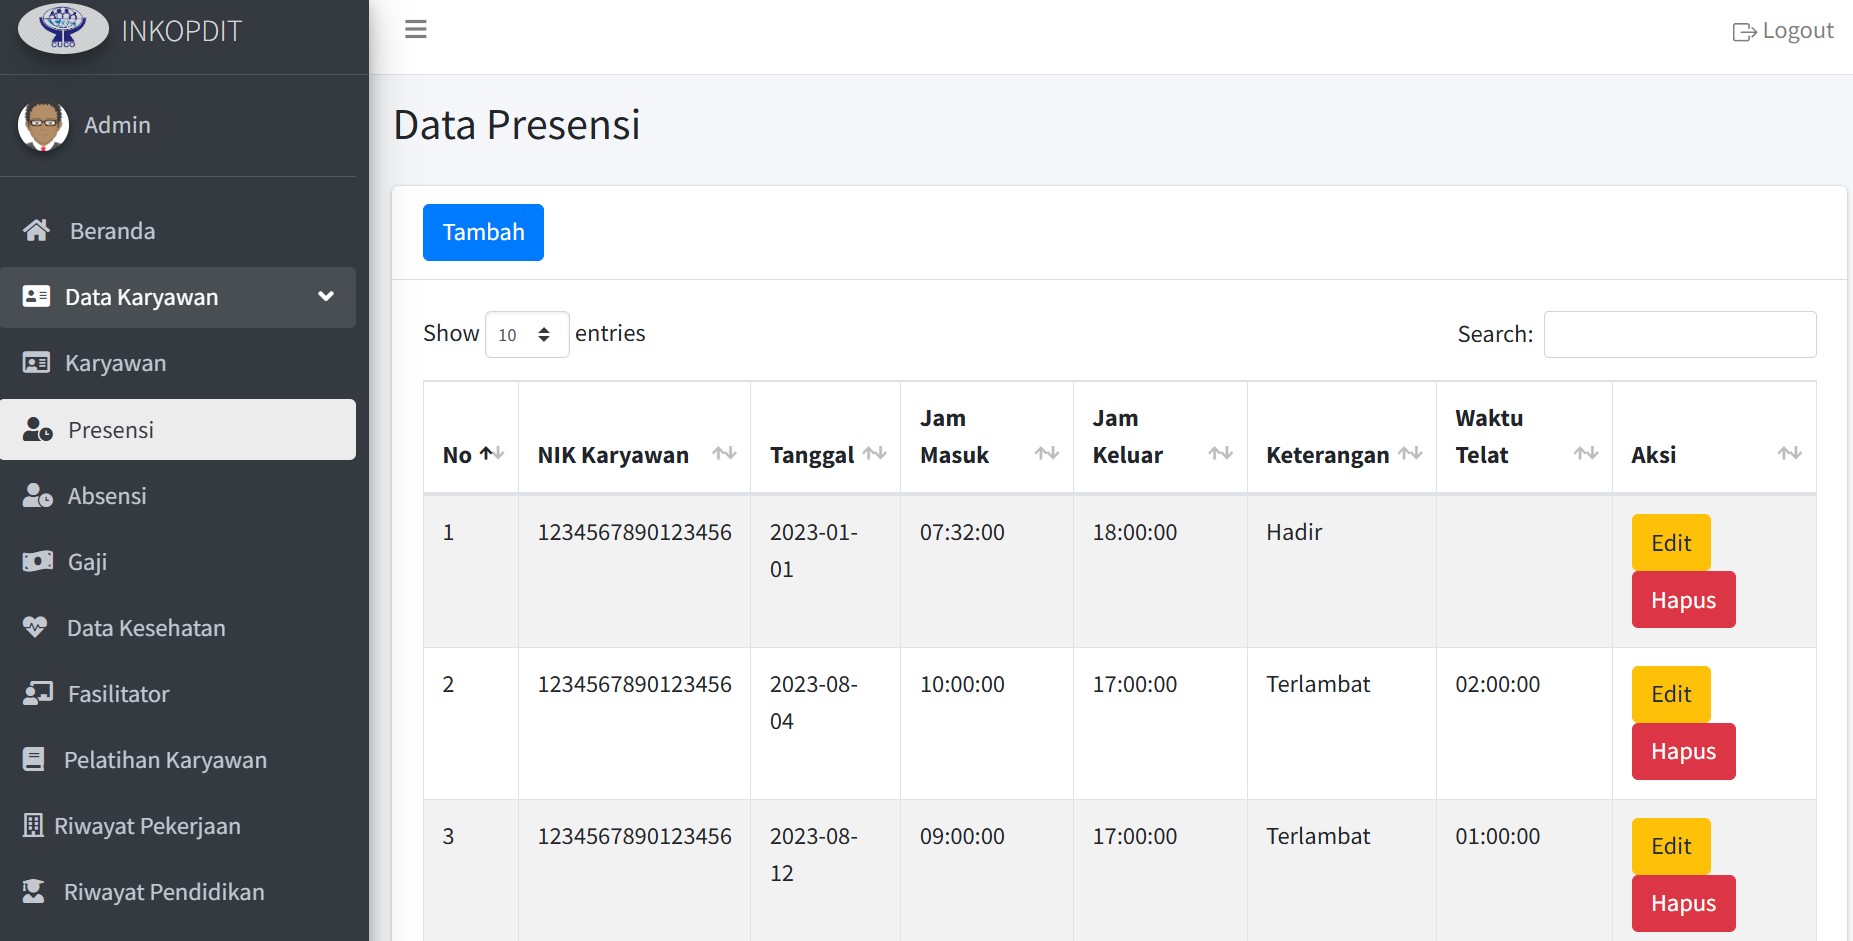 CUCO
INKOPDIT
Logout
Admin
Data Presensi
Beranda
Tambah
Data Karyawan
Karyawan
Show 10 entries
Search:
Presensi
No NIK Karyawan Tanggal Jam Masuk Jam Keluar Keterangan Waktu Telat Aksi
Absensi
1 1234567890123456 2023-01-01 07:32:00 18:00:00 Hadir Edit
Hapus
Gaji
Data Kesehatan
Fasilitator
2 1234567890123456 2023-08-04 10:00:00 17:00:00 Terlambat 02:00:00 Edit
Hapus
Pelatihan Karyawan
Riwayat Pekerjaan
3 1234567890123456 2023-08-12 09:00:00 17:00:00 Terlambat 01:00:00 Edit
Hapus
Riwayat Pendidikan